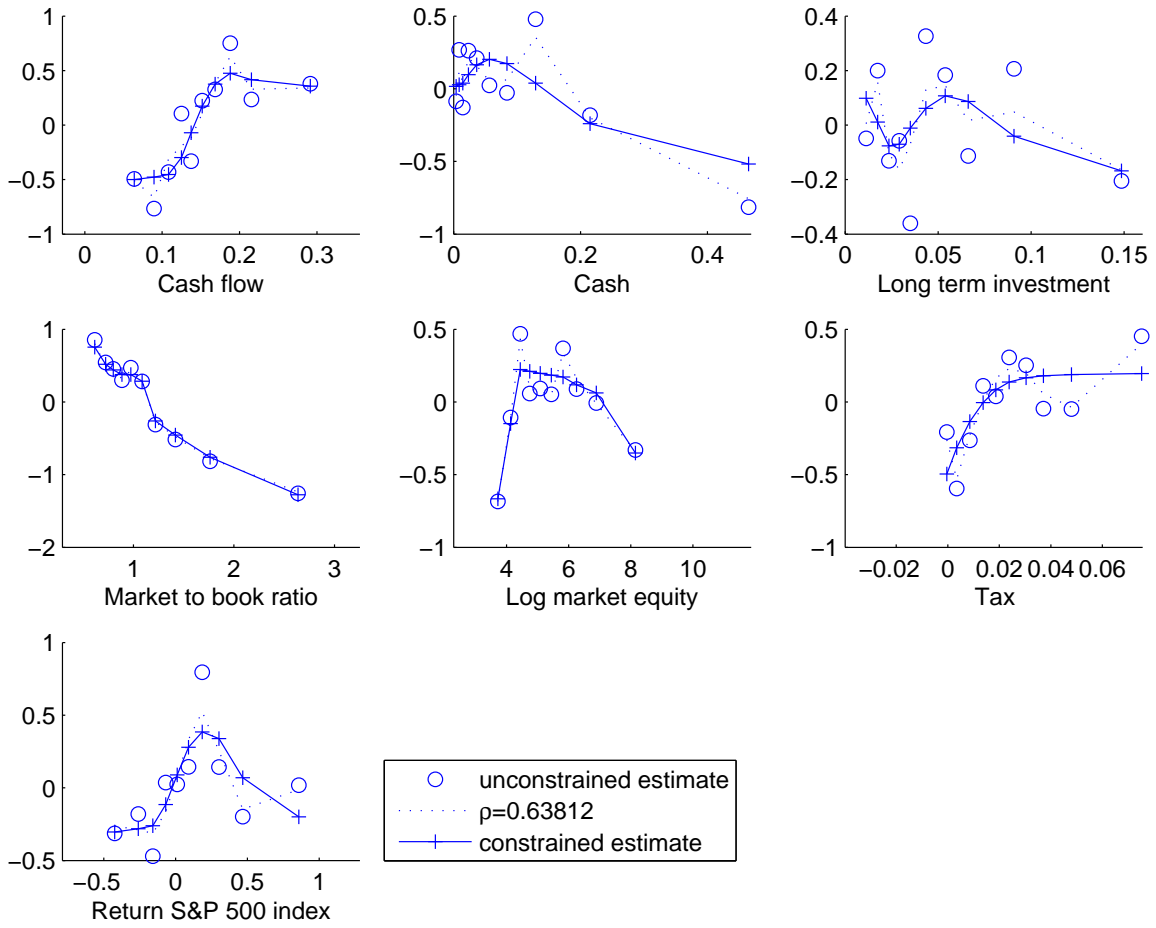 1
0.5
0
−0.5
−1
0 0.1 0.2 0.3
Cash flow
0.5
0
−0.5
−1
0 0.2 0.4
Cash
0.4
0.2
0
−0.2
−0.4
0 0.05 0.1 0.15
Long term investment
1
0
−1
−2
1 2 3
Market to book ratio
0.5
0
−0.5
−1
4 6 8 10
Log market equity
0.5
0
−0.5
−1
−0.02 0 0.02 0.04 0.06
Tax
1
0.5
0
−0.5
−0.5 0 0.5 1
Return S&P 500 index
unconstrained estimate
ρ=0.63812
constrained estimate